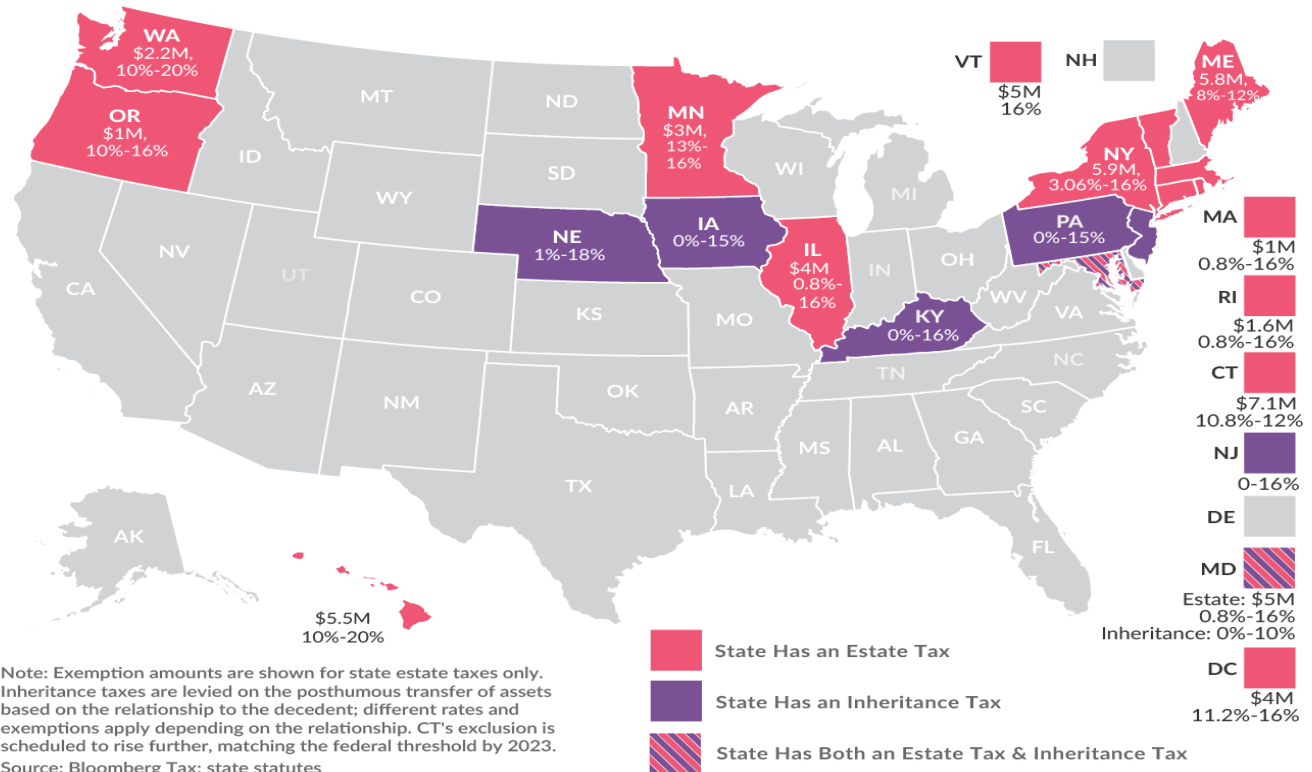 WA
$2.2M,
10%-20%
OR
$1M,
10%-16%
MT
ID
WY
NV
UT
CA
CO
AZ
NM
ND
SD
NE
1%-18%
KS
OK
TX
MN
$3M,
13%-
16%
IA
0%-15%
MO
AR
LA
WI
IL
$4M
0.8%-
16%
MI
IN
OH
KY
0%-16%
TN
MS
AL
GA
FL
SC
NC
VA
WV
PA
0%-15%
NY
5.9M,
3.06%-16%
ME
5.8M,
8%-12%
VT
$5M
16%
NH
MA
$1M
0.8%-16%
RI
$1.6M
0.8%-16%
CT
$7.1M
10.8%-12%
NJ
0-16%
DE
MD
Estate: $5M
0.8%-16%
Inheritance: 0%-10%
DC
$4M
11.2%-16%
AK
$5.5M
10%-20%
State Has an Estate Tax
State Has an Inheritance Tax
State Has Both an Estate Tax & Inheritance Tax
Note: Exemption amounts are shown for state estate taxes only.
Inheritance taxes are levied on the posthumous transfer of assets
based on the relationship to the decedent; different rates and
exemptions apply depending on the relationship. CT's exclusion is
scheduled to rise further, matching the federal threshold by 2023.
Source: Bloomberg Tax; state statutes